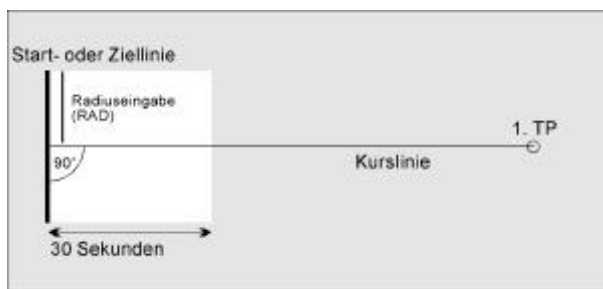 Start- oder Ziellinie
Radiuseingabe
(RAD)
1. TP
90°
Kurslinie
30 Sekunden